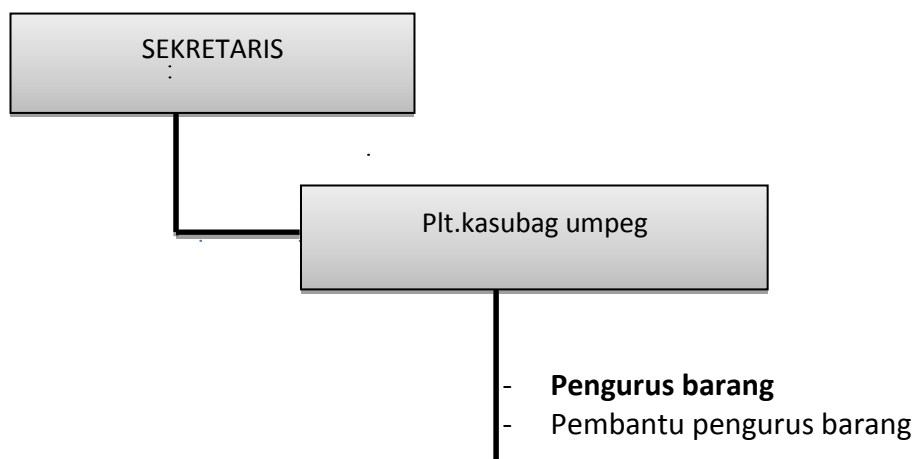 SEKRETARIS
:
Plt.kasubag umpeg
- Pengurus barang
- Pembantu pengurus barang